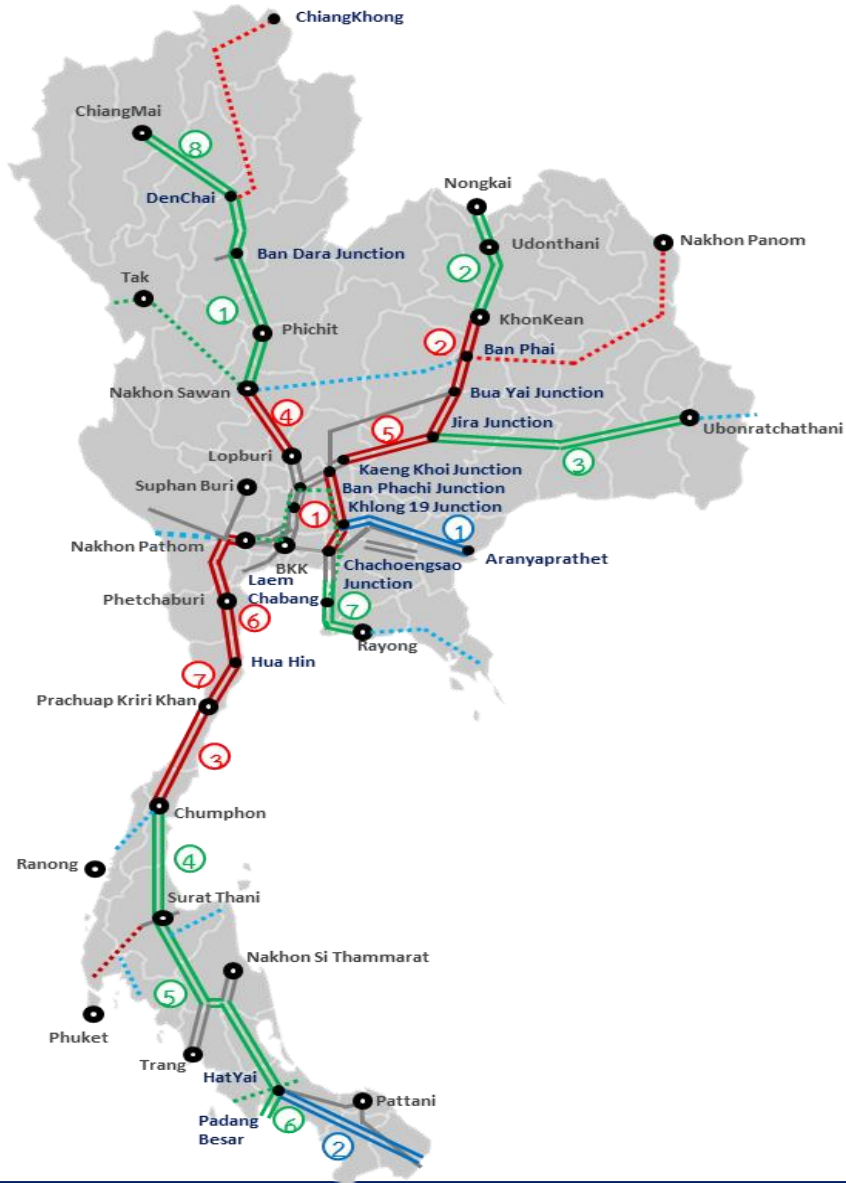 ChiangKhong
ChiangMai
8
DenChai
Nongkai
Udonthani
Nakhon Panom
Ban Dara Junction
2
Tak
1
Phichit
KhonKean
2
Ban Phai
Nakhon Sawan
Bua Yai Junction
4
5
Jira Junction
Ubonratchathani
Lopburi
3
Kaeng Khoi Junction
Suphan Buri
Ban Phachi Junction
1
Khlong 19 Junction
1
Nakhon Pathom
BKK
Aranyaprathet
Chachoengsao
Junction
Laem
Chabang
Phetchaburi
7
6
Rayong
Hua Hin
7
Prachuap Kriri Khan
3
Chumphon
4
Ranong
Surat Thani
Nakhon Si Thammarat
5
Phuket
Trang
HatYai
Pattani
Padang
Besar
6
2